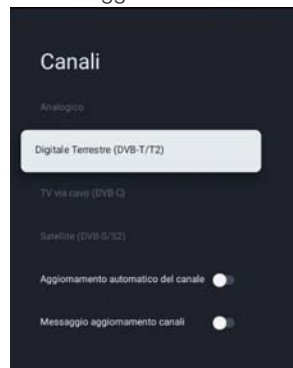 Canali
Analogico
Digitale Terrestre (DVB-T/T2)
TV via cavo (DVB-C)
Satellite (DVB-S/S2)
Aggiornamento automatico del canale
Messaggio aggiornamento canali